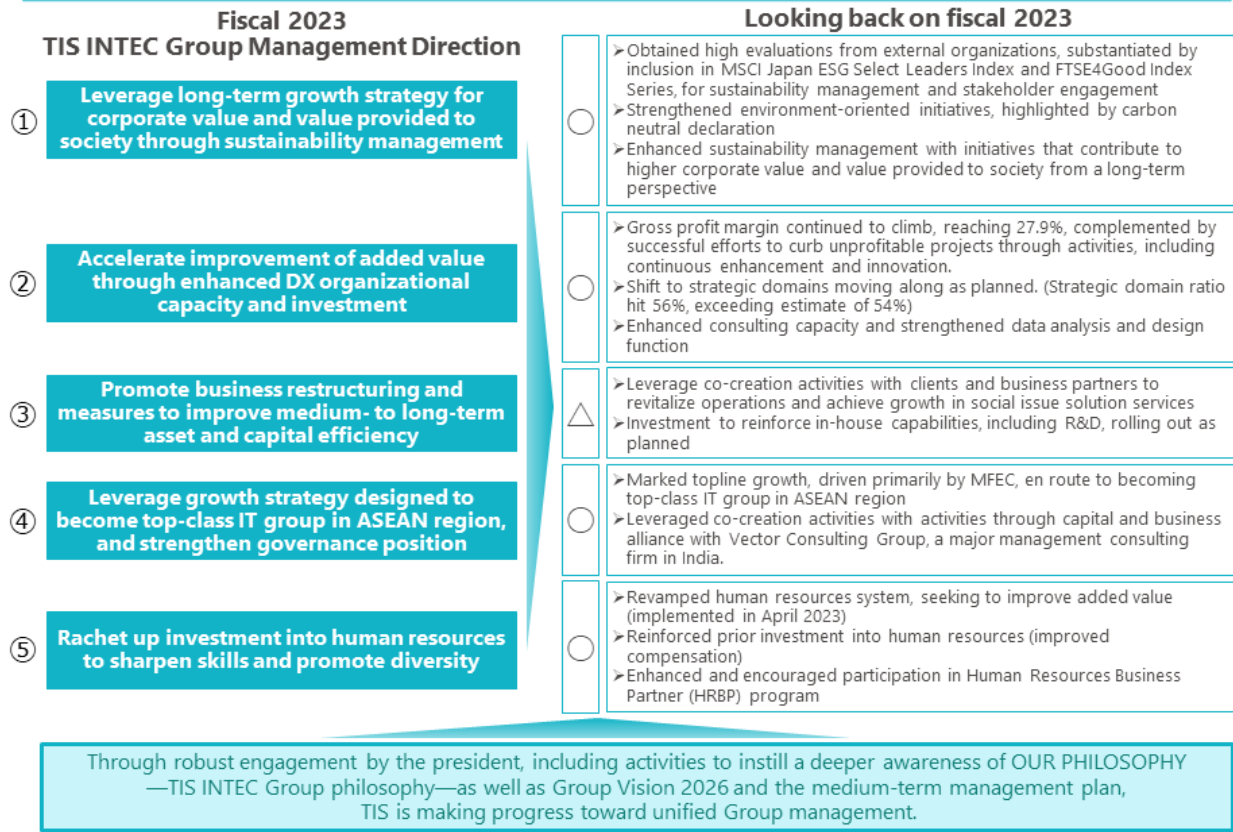 Fiscal 2023
TIS INTEC Group Management Direction
Looking back on fiscal 2023
①
Leverage long-term growth strategy for
corporate value and value provided to
society through sustainability management
○
➢Obtained high evaluations from external organizations, substantiated by
inclusion in MSCI Japan ESG Select Leaders Index and FTSE4Good Index
Series, for sustainability management and stakeholder engagement
➢Strengthened environment-oriented initiatives, highlighted by carbon
neutral declaration
➢Enhanced sustainability management with initiatives that contribute to
higher corporate value and value provided to society from a long-term
perspective
②
Accelerate improvement of added value
through enhanced DX organizational
capacity and investment
○
➢Gross profit margin continued to climb, reaching 27.9%, complemented by
successful efforts to curb unprofitable projects through activities, including
continuous enhancement and innovation.
➢Shift to strategic domains moving along as planned. (Strategic domain ratio
hit 56%, exceeding estimate of 54%)
➢Enhanced consulting capacity and strengthened data analysis and design
function
③
Promote business restructuring and
measures to improve medium- to long-term
asset and capital efficiency
△
➢Leverage co-creation activities with clients and business partners to
revitalize operations and achieve growth in social issue solution services
➢Investment to reinforce in-house capabilities, including R&D, rolling out as
planned
④
Leverage growth strategy designed to
become top-class IT group in ASEAN region,
and strengthen governance position
○
➢Marked topline growth, driven primarily by MFEC, en route to becoming
top-class IT group in ASEAN region
➢Leveraged co-creation activities with activities through capital and business
alliance with Vector Consulting Group, a major management consulting
firm in India.
⑤
Rachet up investment into human resources
to sharpen skills and promote diversity
○
➢Revamped human resources system, seeking to improve added value
(implemented in April 2023)
➢Reinforced prior investment into human resources (improved
compensation)
➢Enhanced and encouraged participation in Human Resources Business
Partner (HRBP) program
Through robust engagement by the president, including activities to instill a deeper awareness of OUR PHILOSOPHY
—TIS INTEC Group philosophy—as well as Group Vision 2026 and the medium-term management plan,
TIS is making progress toward unified Group management.